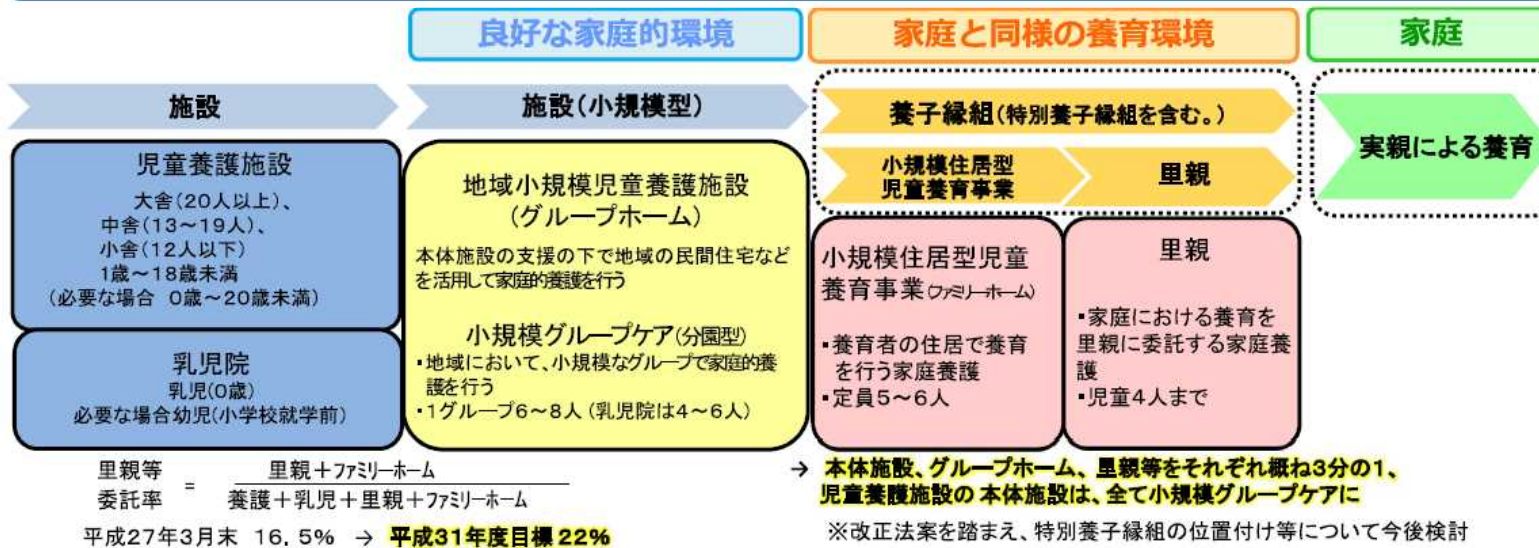 良好な家庭的環境
家庭と同様の養育環境
家庭
施設
施設(小規模型)
養子縁組(特別養子縁組を含む。)
小規模住居型
児童養育事業
里親
実親による養育
児童養護施設
大舎(20人以上)、
中舎(13~19人)、
小舎(12人以下)
1歳~18歳未満
(必要な場合 0歳~20歳未満)
乳児院
乳児(0歳)
必要な場合幼児(小学校就学前)
地域小規模児童養護施設
(グループホーム)
本体施設の支援の下で地域の民間住宅など
を活用して家庭的養護を行う
小規模グループケア(分園型)
・地域において、小規模なグループで家庭的養
護を行う
・1グループ6~8人 (乳児院は4~6人)
小規模住居型児童
養育事業(ファミリーホーム)
・養育者の住居で養育
を行う家庭養護
・定員5~6人
里親
・家庭における養育を
里親に委託する家庭養
護
・児童4人まで
里親等
委託率
=
里親+ファミリーホーム
養護+乳児+里親+ファミリーホーム
平成27年3月末 16.5% → 平成31年度目標 22%
→ 本体施設、グループホーム、里親等をそれぞれ概ね3分の1、
児童養護施設の本体施設は、全て小規模グループケアに
※改正法案を踏まえ、特別養子縁組の位置付け等について今後検討